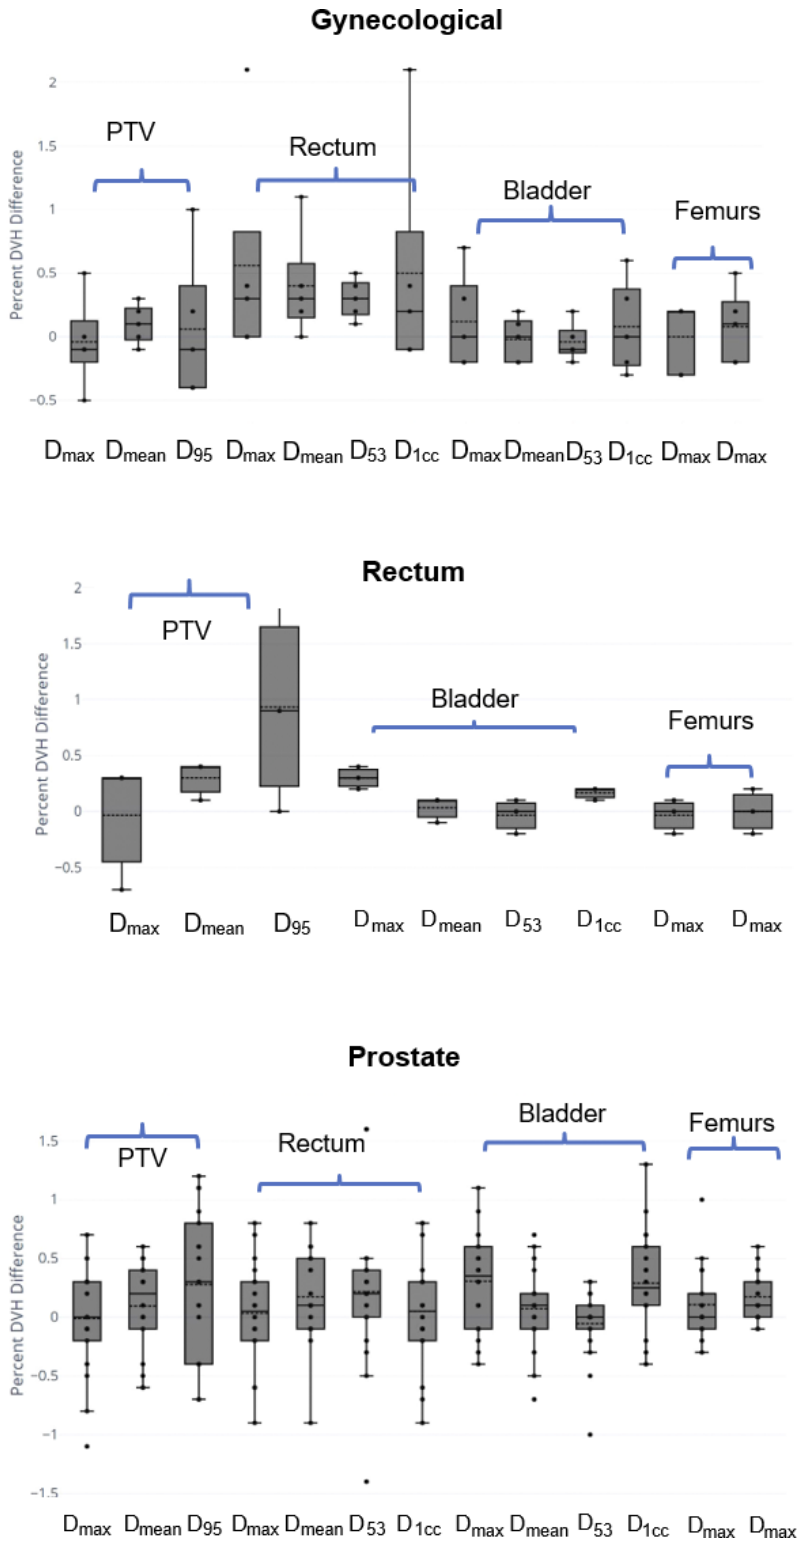 Gynecological
2
PTV
1.5
Rectum
Bladder
Femurs
1
0.5
0
−0.5
Percent DVH Difference
Dmax Dmean D95 Dmax Dmean D53 D1cc Dmax Dmean D53 D1cc Dmax Dmax
Rectum
2
PTV
1.5
Bladder
1
Femurs
0.5
0
−0.5
Percent DVH Difference
Dmax Dmean D95 Dmax Dmean D53 D1cc Dmax Dmax
Prostate
Bladder
Femurs
1.5
PTV
Rectum
1
0.5
0
−0.5
−1
−1.5
Percent DVH Difference
Dmax Dmean D95 Dmax Dmean D53 D1cc Dmax Dmean D53 D1cc Dmax Dmax